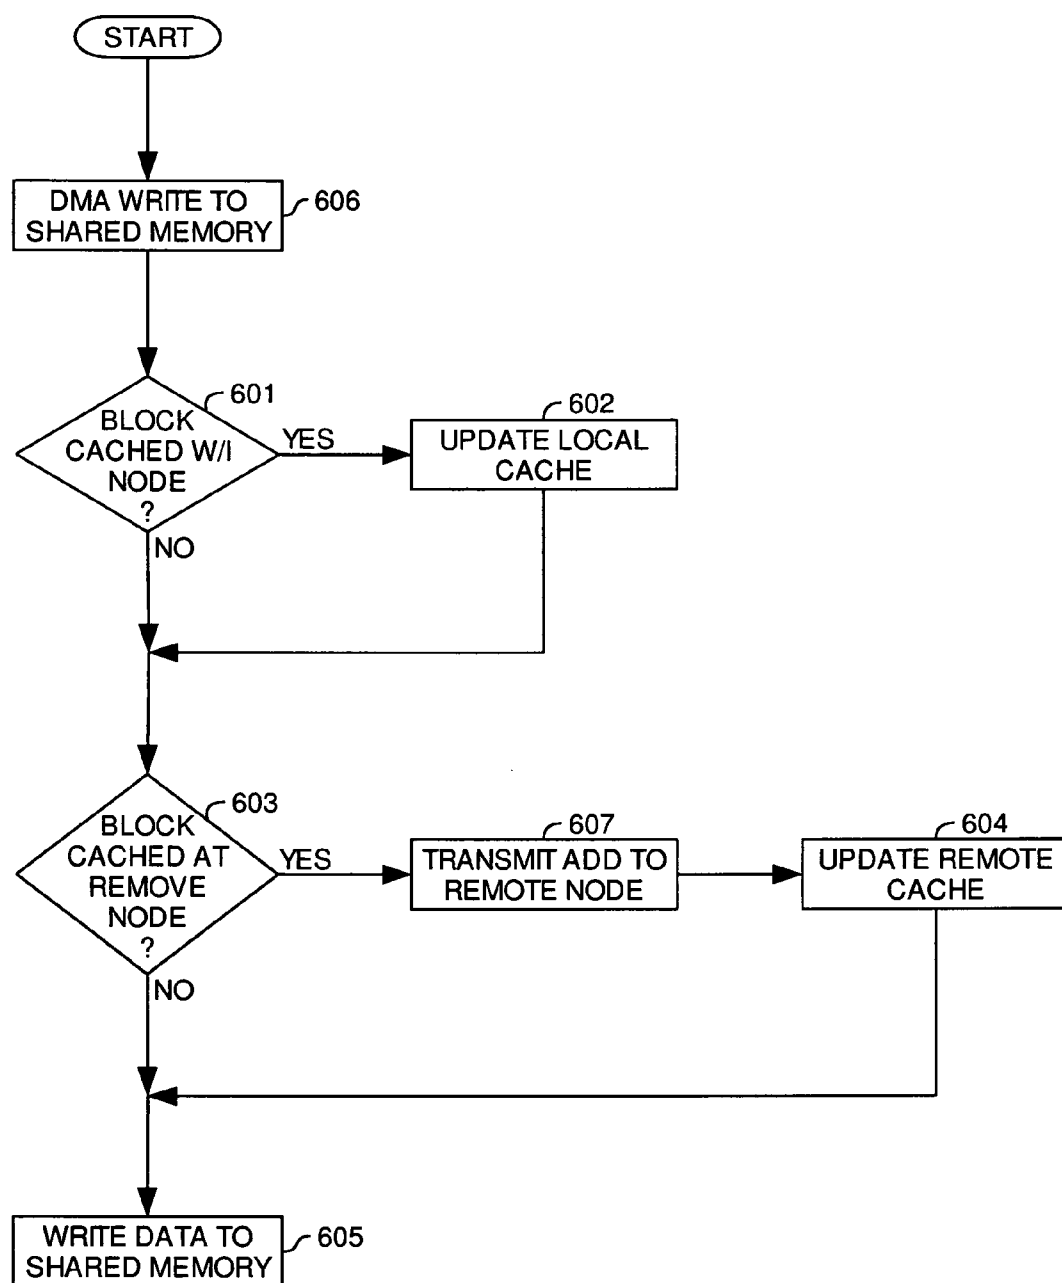 START
DMA WRITE TO
SHARED MEMORY
606
BLOCK
CACHED W/I
NODE
?
601
YES
NO
602
UPDATE LOCAL
CACHE
BLOCK
CACHED AT
REMOVE
NODE
?
603
YES
NO
607
TRANSMIT ADD TO
REMOTE NODE
604
UPDATE REMOTE
CACHE
WRITE DATA TO
SHARED MEMORY
605